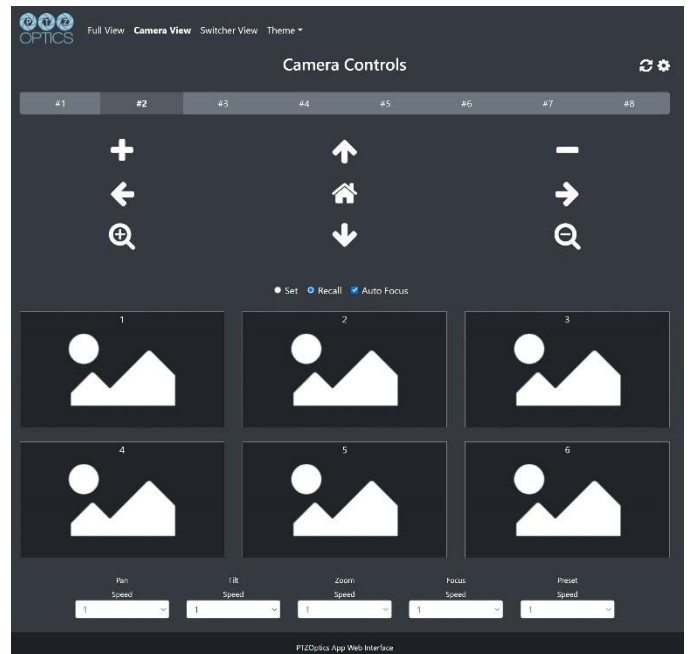 PTZ
OPTICS
Full View Camera View Switcher View Theme
Camera Controls
#1 #2 #3 #4 #5 #6 #7 #8
Set Recall Auto Focus
1 2 3
4 5 6
Pan Tilt Zoom Focus Preset
Speed Speed Speed Speed Speed
1 1 1 1 1
PTZOptics App Web Interface